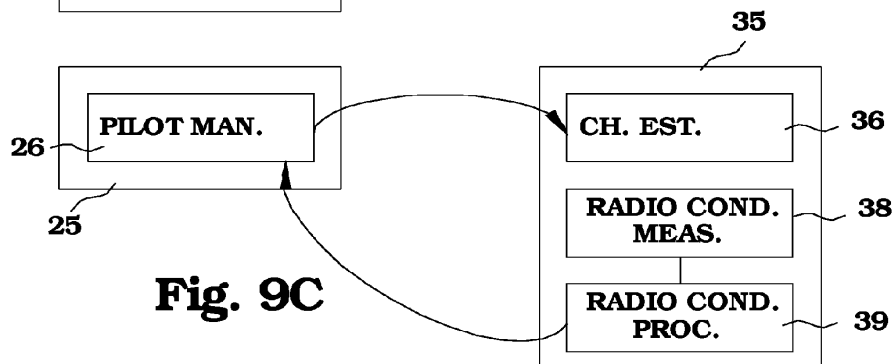 35
PILOT MAN.
26
25
CH. EST.
36
RADIO COND.
MEAS.
38
RADIO COND.
PROC.
39
Fig. 9C